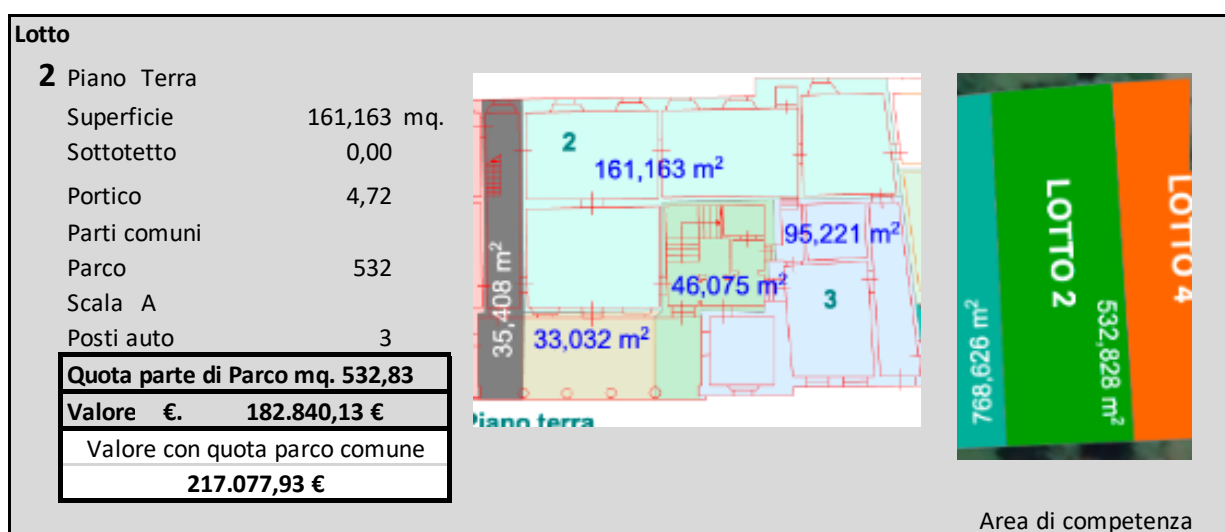 Lotto
2 Piano Terra
Superficie 161,163 mq.
Sottotetto 0,00
Portico 4,72
Parti comuni
Parco 532
Scala A
Posti auto 3
Quota parte di Parco mq. 532,83
Valore €. 182.840,13 €
Valore con quota parco comune
217.077,93 €
2
161,163 m²
95,221 m²
46,075 m²
3
35,408 m²
33,032 m²
Piano terra
LOTTO 2
LOTTO 4
768,626 m²
532,828 m²
Area di competenza